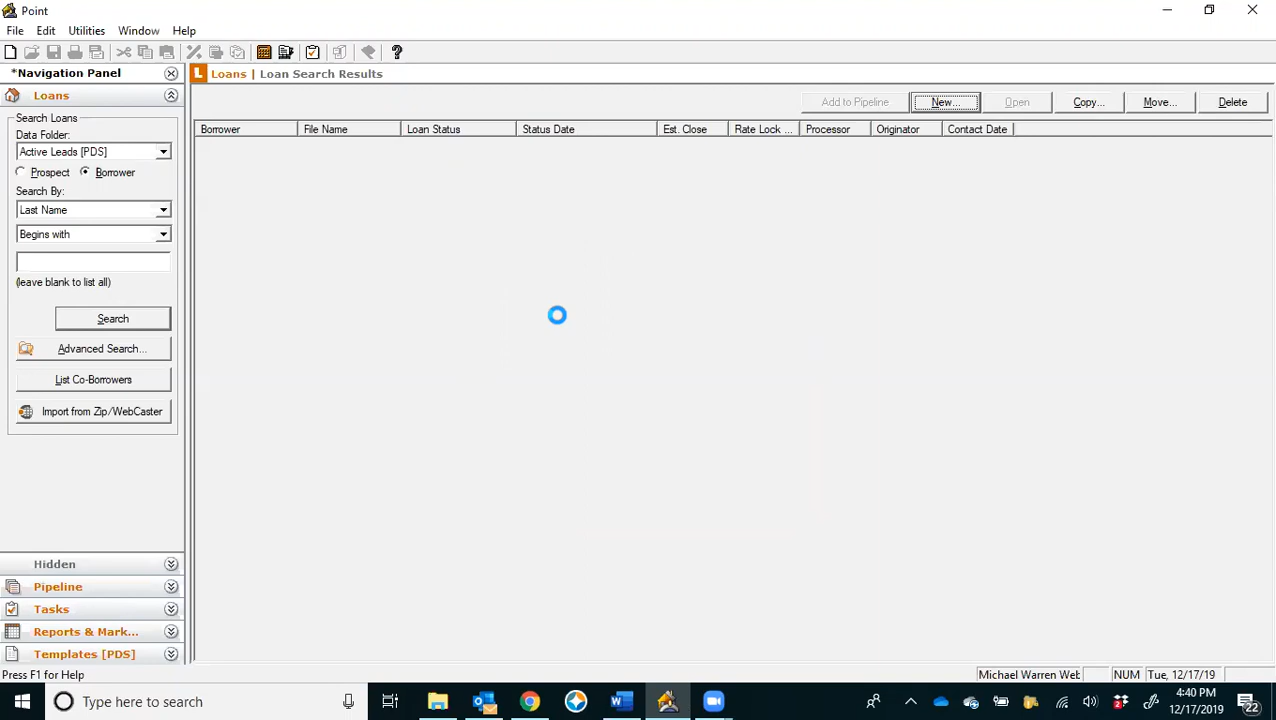 Point
File Edit Utilities Window Help
*Navigation Panel
L Loans | Loan Search Results
Loans
Add to Pipeline New... Open Copy... Move... Delete
Search Loans
Data Folder:
Active Leads [PDS]
Prospect Borrower
Search By:
Last Name
Begins with
(leave blank to list all)
Search
Advanced Search...
List Co-Borrowers
Import from Zip/WebCaster
Borrower File Name Loan Status Status Date Est. Close Rate Lock ... Processor Originator Contact Date
Hidden
Pipeline
Tasks
Reports & Mark...
Templates [PDS]
Press F1 for Help
Michael Warren Web NUM Tue, 12/17/19
Type here to search
4:40 PM
12/17/2019
22